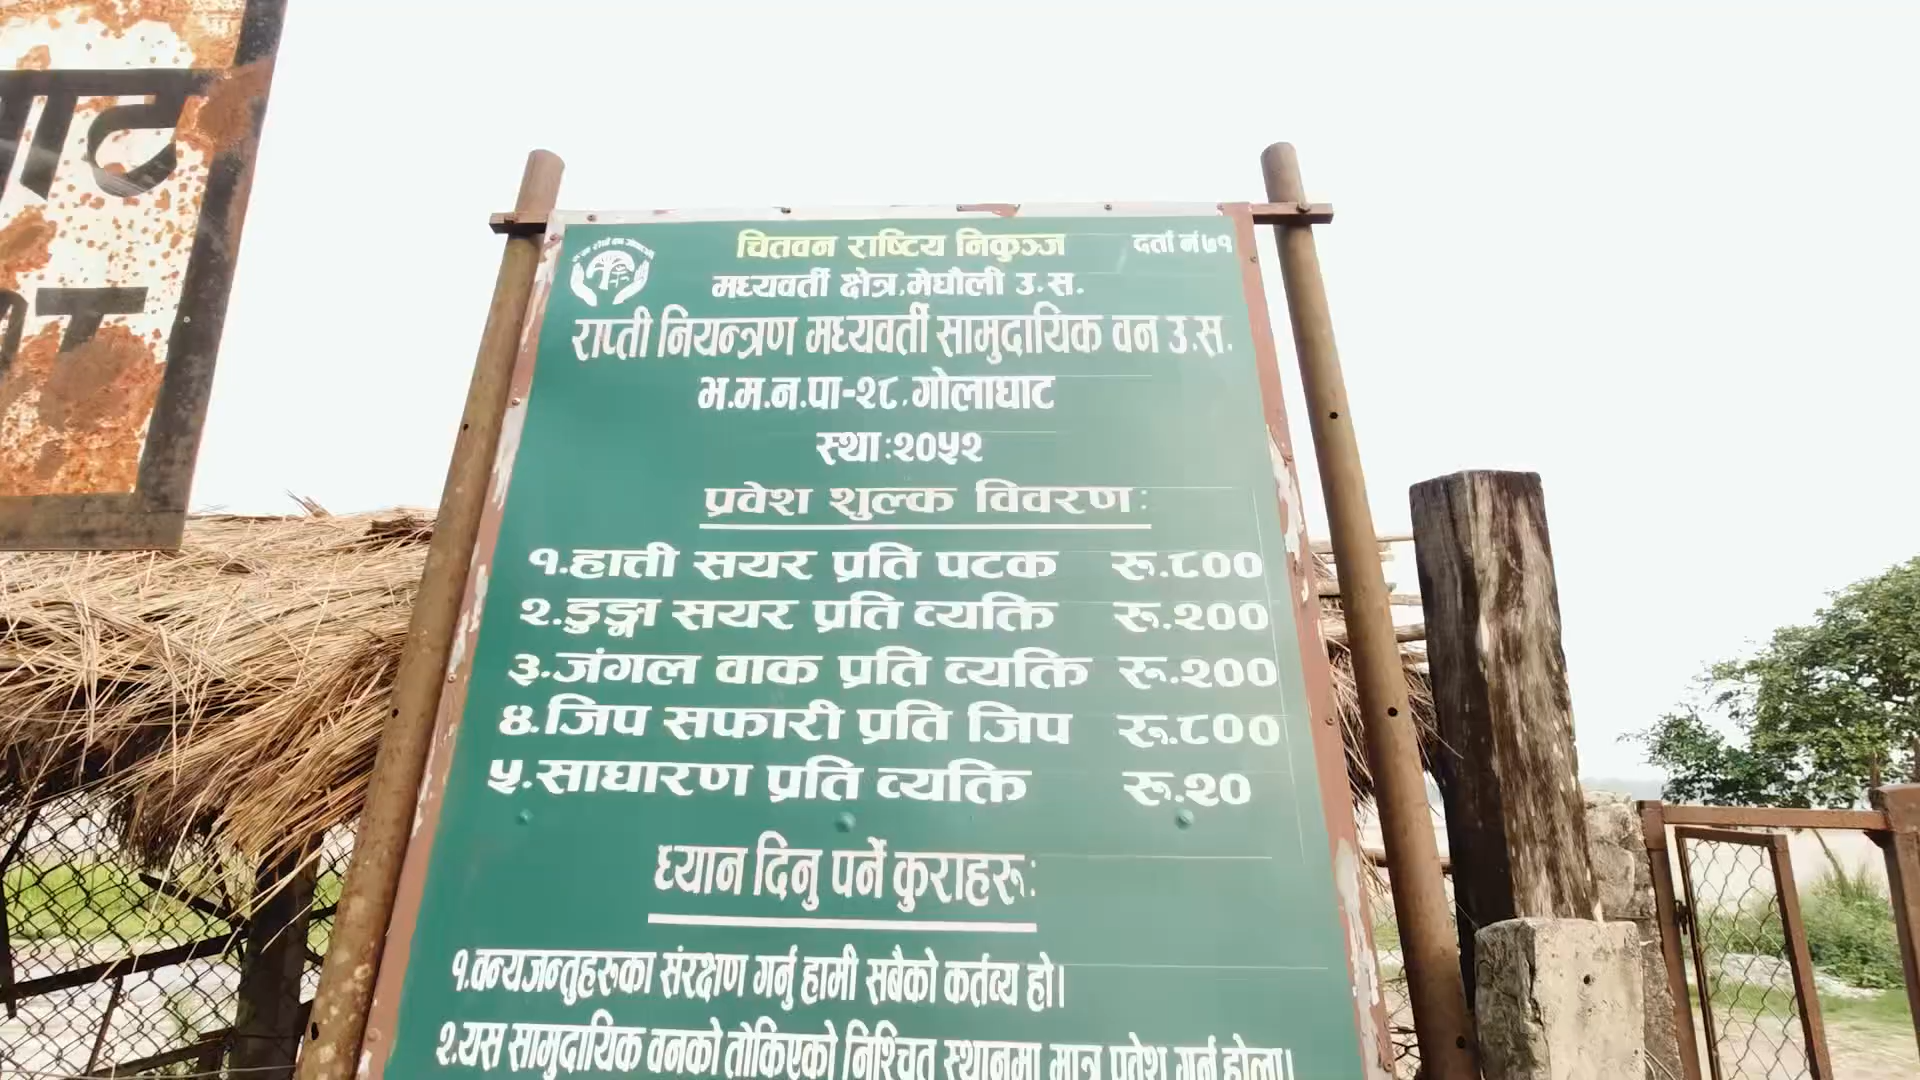 ाट
चितवन राष्टिय निकुञ्ज
दर्ता नं ७१
मध्यवर्ती क्षेत्र,मेघौली उ.स.
राप्ती नियन्त्रण मध्यवर्ती सामुदायिक वन उ.स.
भ.म.न.पा-२८,गोलाघाट
स्था:२०५२
प्रवेश शुल्क विवरण:
१.हात्ती सयर प्रति पटक रू.८००
२.डुङ्गा सयर प्रति व्यक्ति रू.२००
३.जंगल वाक प्रति व्यक्ति रू.२००
४.जिप सफारी प्रति जिप रू.८००
५.साधारण प्रति व्यक्ति रू.२०
ध्यान दिनु पर्ने कुराहरू:
१.वन्यजन्तुहरुका संरक्षण गर्नु हामी सबैको कर्तव्य हो।
२.यस सामुदायिक वनको तोकिएको निश्चित स्थानमा मात्र प्रवेश गर्नु होला।